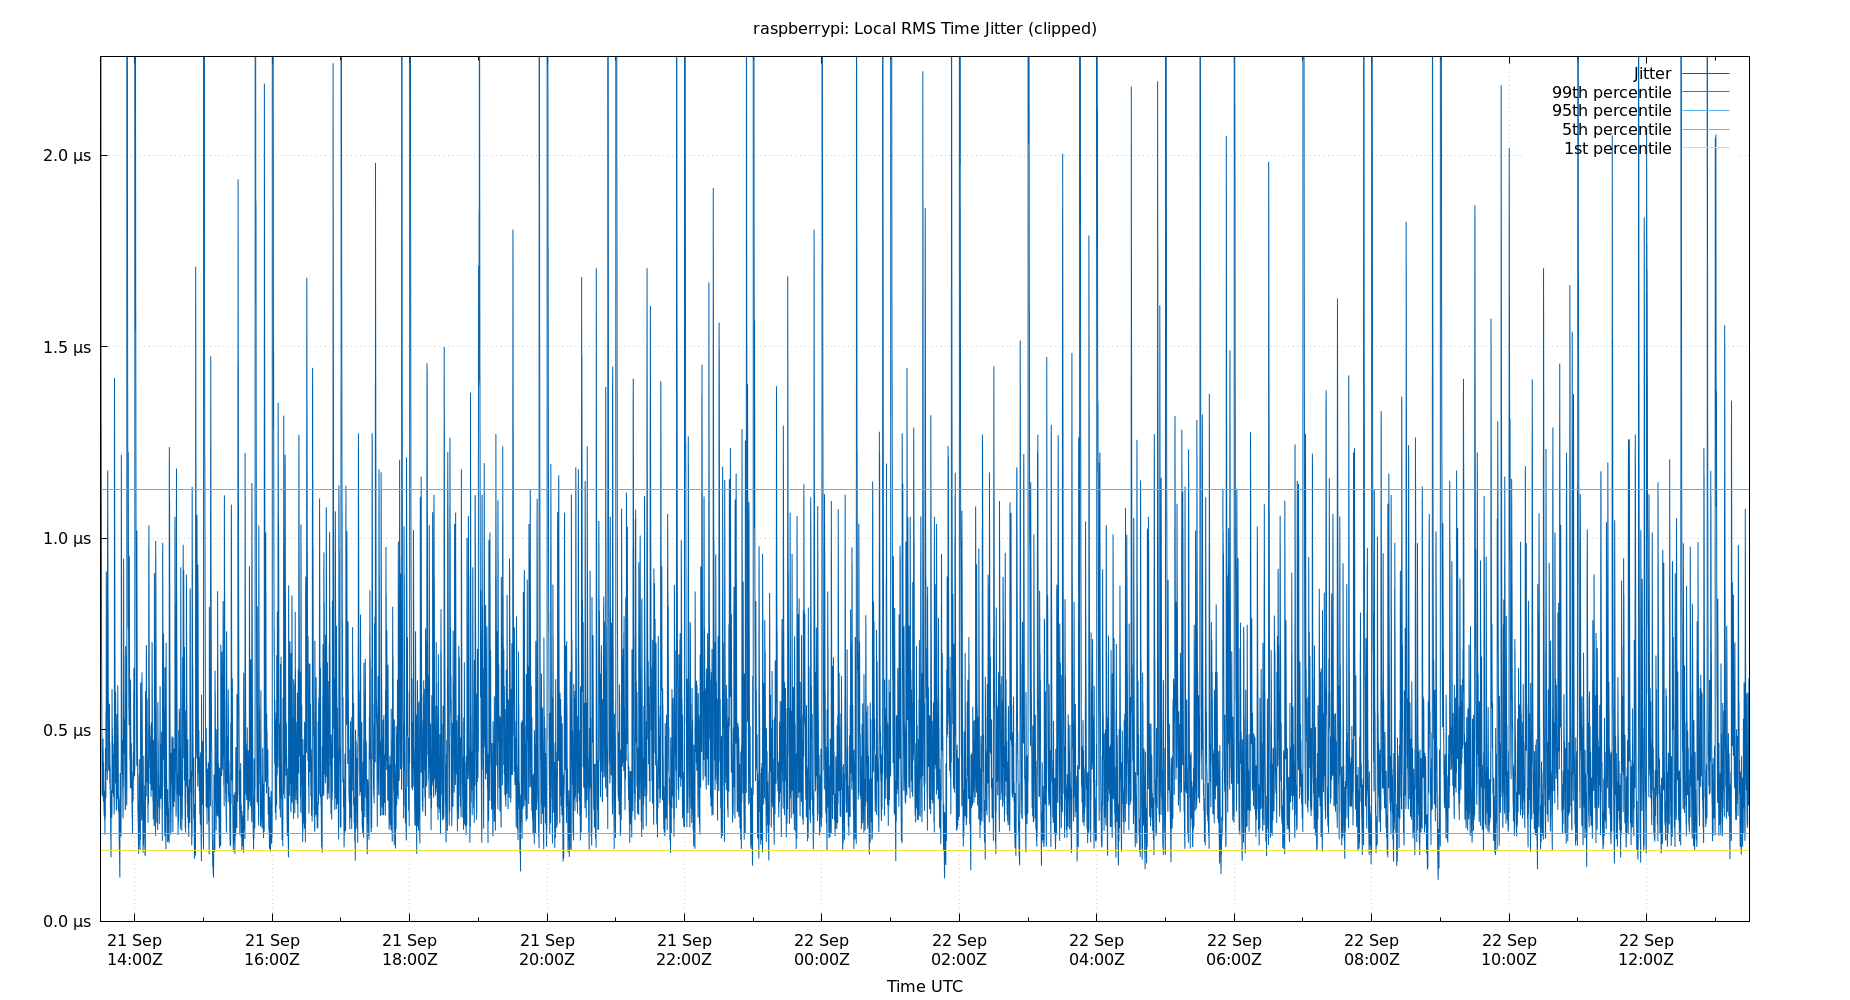 raspberrypi: Local RMS Time Jitter (clipped)
Jitter
99th percentile
95th percentile
5th percentile
1st percentile
2.0 µs
1.5 µs
1.0 µs
0.5 µs
0.0 µs
21 Sep 21 Sep 21 Sep 21 Sep 21 Sep 22 Sep 22 Sep 22 Sep 22 Sep 22 Sep 22 Sep 22 Sep
14:00Z 16:00Z 18:00Z 20:00Z 22:00Z 00:00Z 02:00Z 04:00Z 06:00Z 08:00Z 10:00Z 12:00Z
Time UTC